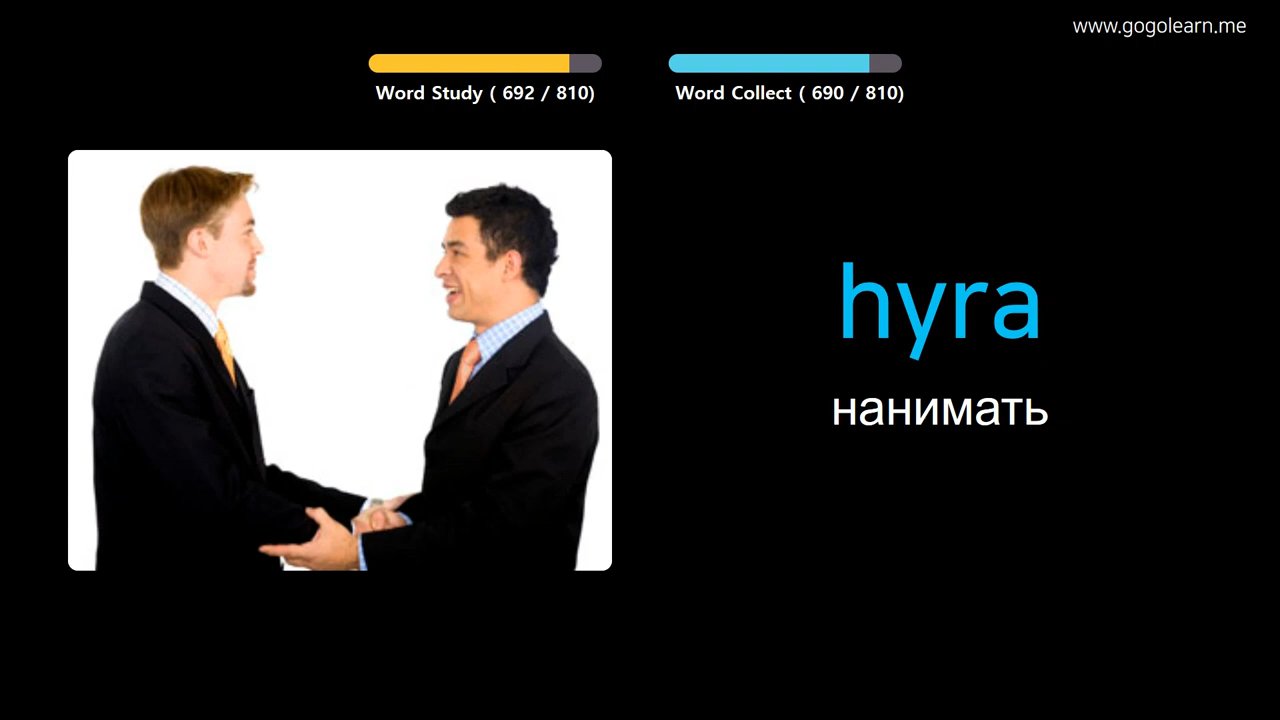 www.gogolearn.me
Word Study ( 692 / 810)
Word Collect ( 690 / 810)
hyra
нанимать